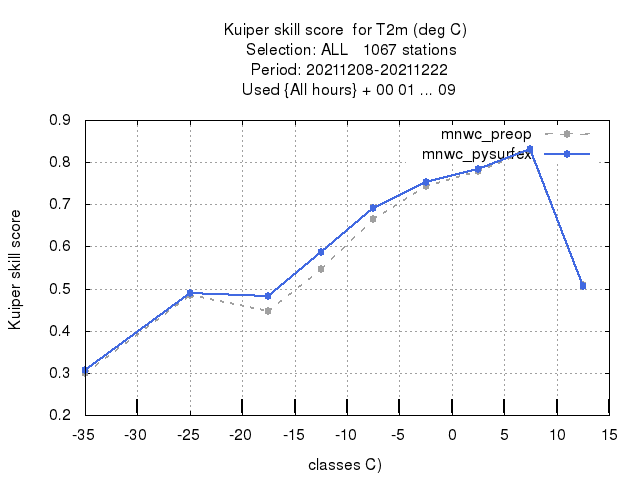 Kuiper skill score  for T2m (deg C)
Selection: ALL   1067 stations
Period: 20211208-20211222
Used {All hours} + 00 01 ... 09
mnwc_preop
mnwc_pysurfex
Kuiper skill score
0.9
0.8
0.7
0.6
0.5
0.4
0.3
0.2
-35 -30 -25 -20 -15 -10 -5 0 5 10 15
classes C)